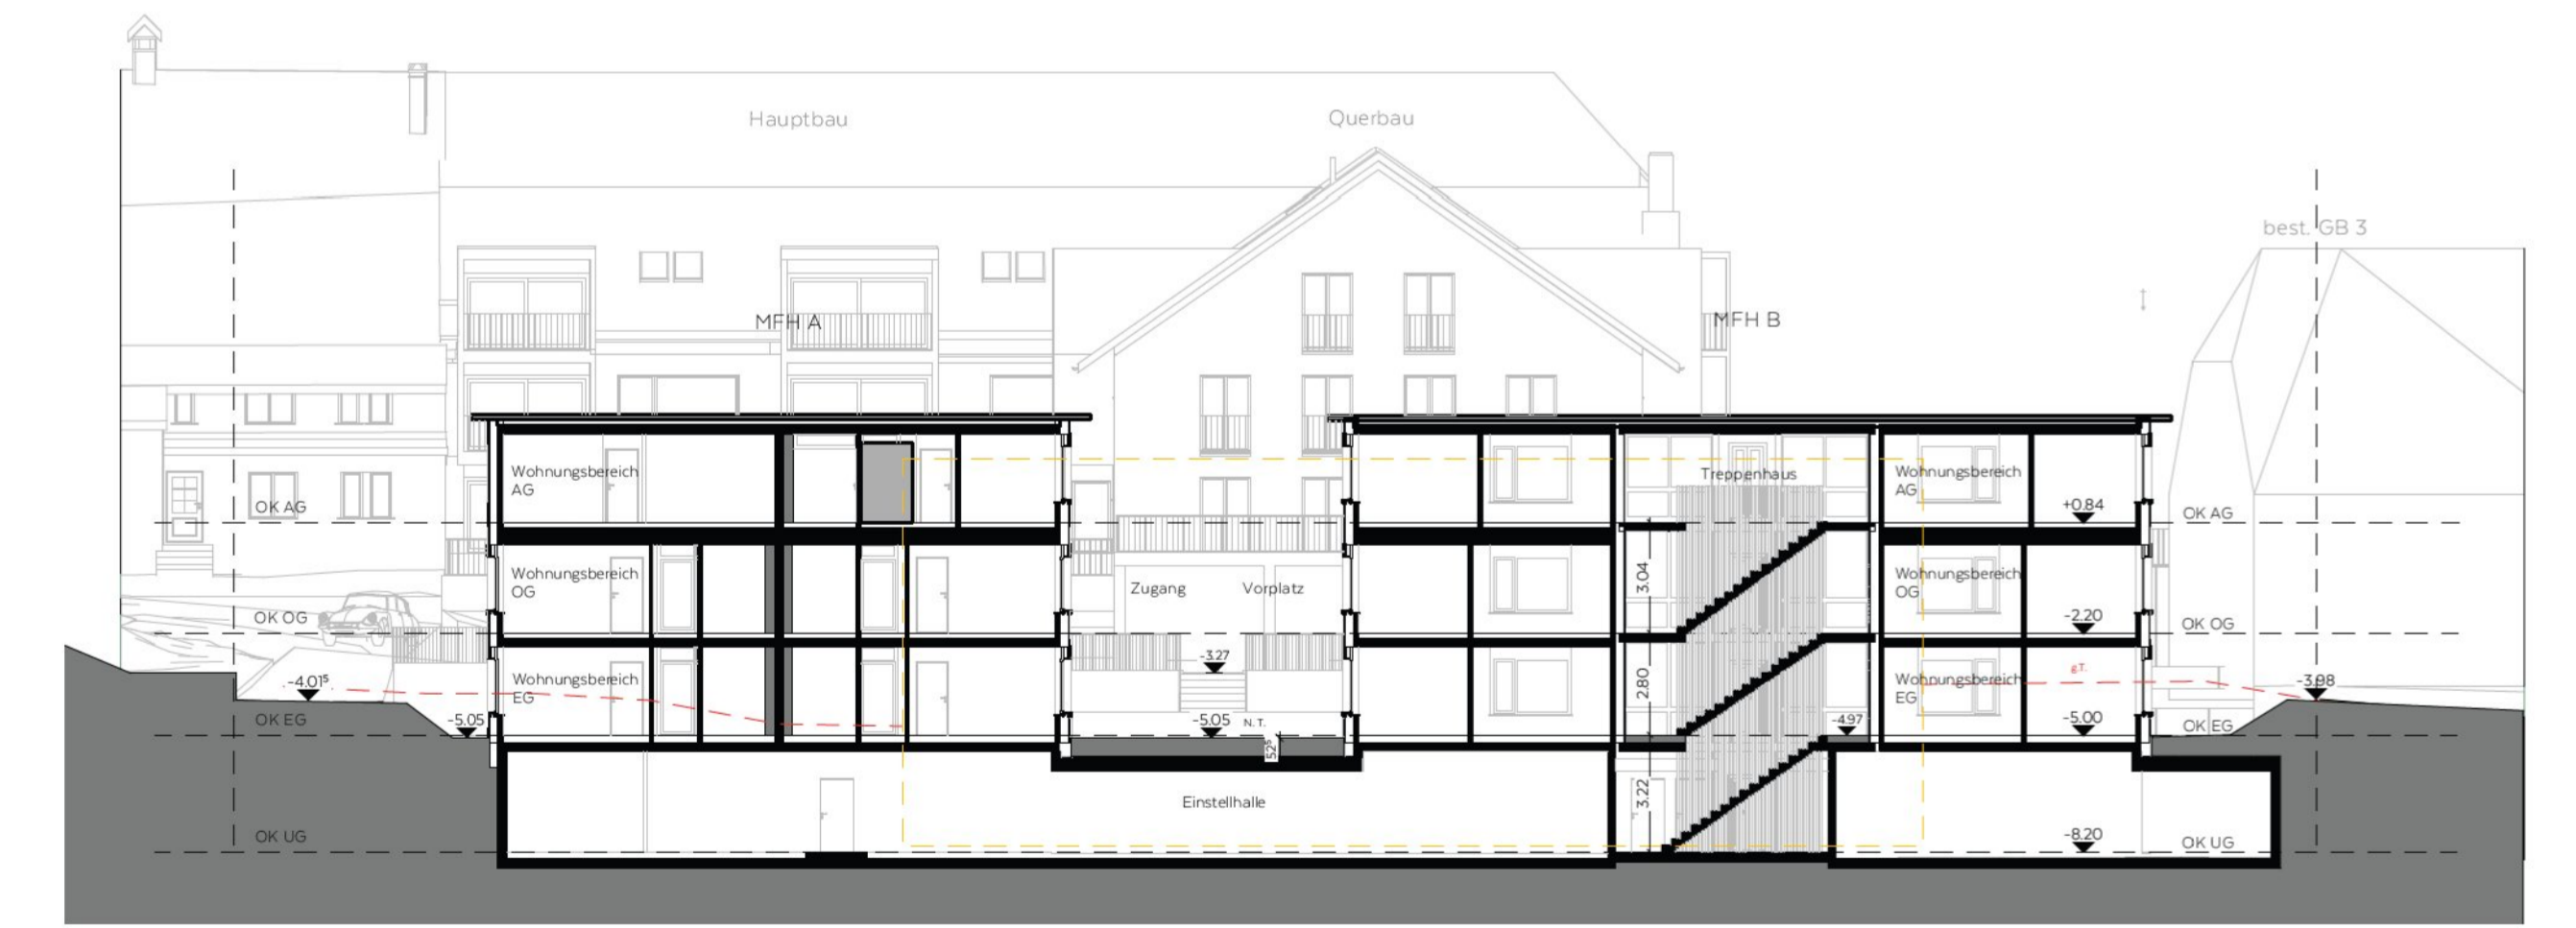 Hauptbau
Querbau
best. GB 3
MFH A
MFH B
Wohnungsbereich
AG
Treppenhaus
Wohnungsbereich
AG
OK AG
+0.84
OK AG
Wohnungsbereich
OG
Zugang
Vorplatz
3.04
Wohnungsbereich
OG
OK OG
-2.20
OK OG
-3.27
g.T.
-4.01⁵
Wohnungsbereich
EG
2.80
Wohnungsbereich
EG
-3.98
OK EG
-5.05
-5.05
N.T.
-4.97
-5.00
OK EG
52⁵
Einstellhalle
3.22
OK UG
-8.20
OK UG